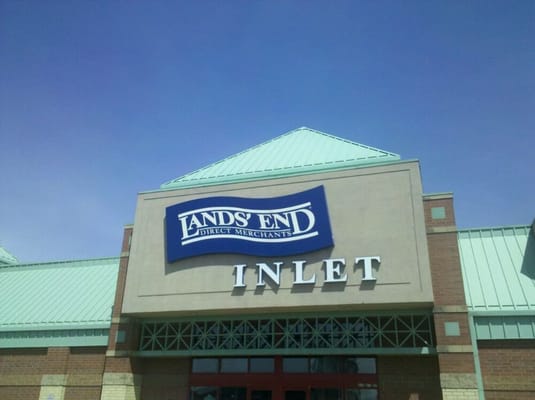 LANDS' END
DIRECT MERCHANTS
INLET